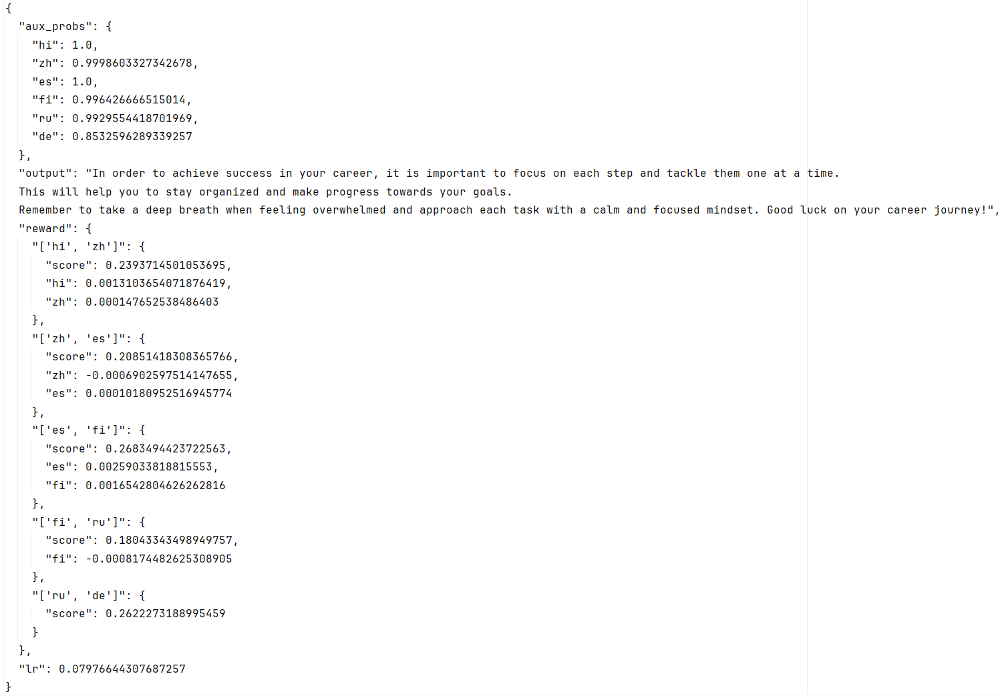 {
  "aux_probs": {
    "hi": 1.0,
    "zh": 0.9998603327342678,
    "es": 1.0,
    "fi": 0.996426666515014,
    "ru": 0.9929554418701969,
    "de": 0.8532596289339257
  },
  "output": "In order to achieve success in your career, it is important to focus on each step and tackle them one at a time.
  This will help you to stay organized and make progress towards your goals.
  Remember to take a deep breath when feeling overwhelmed and approach each task with a calm and focused mindset. Good luck on your career journey!",
  "reward": {
    "['hi', 'zh']": {
      "score": 0.2393714501053695,
      "hi": 0.0013103654071876419,
      "zh": 0.000147652538486403
    },
    "['zh', 'es']": {
      "score": 0.20851418308365766,
      "zh": -0.0006902597514147655,
      "es": 0.00010180952516945774
    },
    "['es', 'fi']": {
      "score": 0.2683494423722563,
      "es": 0.00259033818815553,
      "fi": 0.0016542804626262816
    },
    "['fi', 'ru']": {
      "score": 0.18043343498949757,
      "fi": -0.0008174482625308905
    },
    "['ru', 'de']": {
      "score": 0.2622273188995459
    }
  },
  "lr": 0.07976644307687257
}